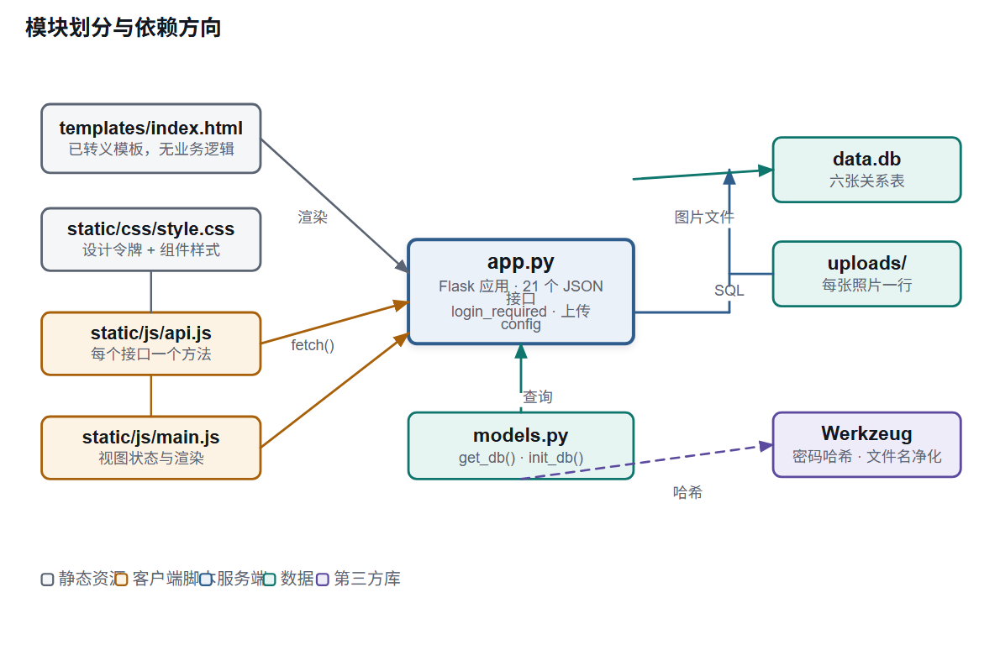 模块划分与依赖方向
templates/index.html
已转义模板，无业务逻辑
static/css/style.css
设计令牌 + 组件样式
static/js/api.js
每个接口一个方法
static/js/main.js
视图状态与渲染
渲染
fetch()
app.py
Flask 应用 · 21 个 JSON
接口
login_required · 上传
config
查询
models.py
get_db() · init_db()
图片文件
SQL
哈希
data.db
六张关系表
uploads/
每张照片一行
Werkzeug
密码哈希 · 文件名净化
静态资源 客户端脚本 服务端 数据 第三方库